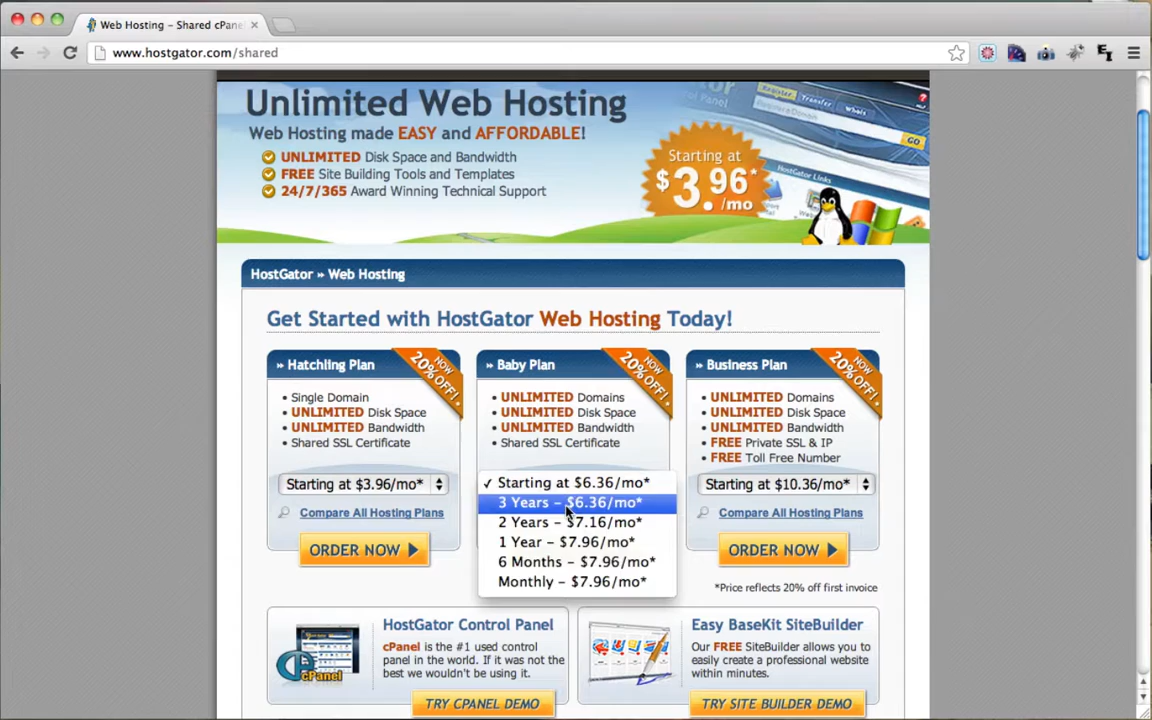 Web Hosting – Shared cPane
www.hostgator.com/shared
Unlimited Web Hosting
Web Hosting made EASY and AFFORDABLE!
UNLIMITED Disk Space and Bandwidth
FREE Site Building Tools and Templates
24/7/365 Award Winning Technical Support
Starting at
$3.96*
/mo
Register
Transfer
Whois
GO
HostGator Links
HostGator » Web Hosting
Get Started with HostGator Web Hosting Today!
» Hatchling Plan
NOW
20% OFF!
• Single Domain
• UNLIMITED Disk Space
• UNLIMITED Bandwidth
• Shared SSL Certificate
Starting at $3.96/mo*
Compare All Hosting Plans
ORDER NOW
» Baby Plan
NOW
20% OFF!
• UNLIMITED Domains
• UNLIMITED Disk Space
• UNLIMITED Bandwidth
• Shared SSL Certificate
✓ Starting at $6.36/mo*
3 Years – $6.36/mo*
2 Years – $7.16/mo*
1 Year – $7.96/mo*
6 Months – $7.96/mo*
Monthly – $7.96/mo*
» Business Plan
NOW
20% OFF!
• UNLIMITED Domains
• UNLIMITED Disk Space
• UNLIMITED Bandwidth
• FREE Private SSL & IP
• FREE Toll Free Number
Starting at $10.36/mo*
Compare All Hosting Plans
ORDER NOW
*Price reflects 20% off first invoice
HostGator Control Panel
cPanel is the #1 used control
panel in the world. If it was not the
best we wouldn't be using it.
cPanel
TRY CPANEL DEMO
Easy BaseKit SiteBuilder
Our FREE SiteBuilder allows you to
easily create a professional website
within minutes.
TRY SITE BUILDER DEMO